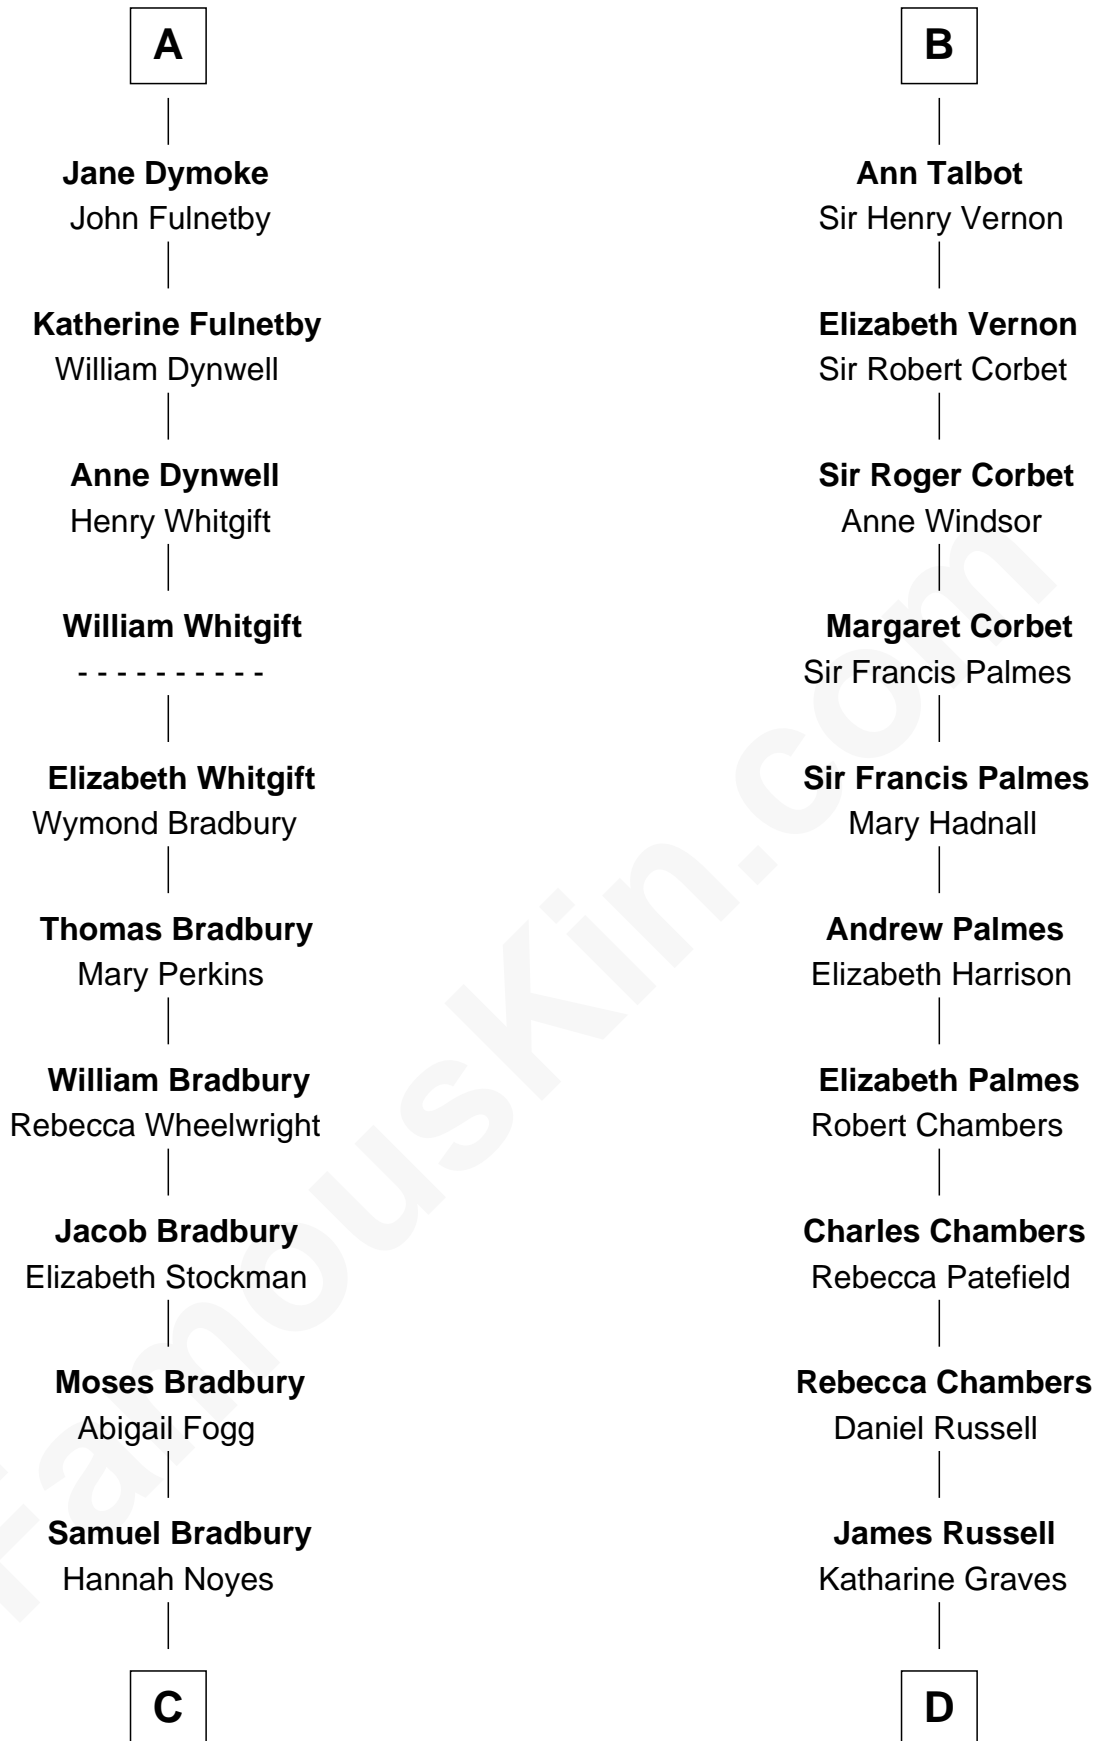 A
Jane Dymoke
John Fulnetby
Katherine Fulnetby
William Dynwell
Anne Dynwell
Henry Whitgift
William Whitgift
- - - - - - - - - -
Elizabeth Whitgift
Wymond Bradbury
Thomas Bradbury
Mary Perkins
William Bradbury
Rebecca Wheelwright
Jacob Bradbury
Elizabeth Stockman
Moses Bradbury
Abigail Fogg
Samuel Bradbury
Hannah Noyes
C
B
Ann Talbot
Sir Henry Vernon
Elizabeth Vernon
Sir Robert Corbet
Sir Roger Corbet
Anne Windsor
Margaret Corbet
Sir Francis Palmes
Sir Francis Palmes
Mary Hadnall
Andrew Palmes
Elizabeth Harrison
Elizabeth Palmes
Robert Chambers
Charles Chambers
Rebecca Patefield
Rebecca Chambers
Daniel Russell
James Russell
Katharine Graves
D
FamousKin.com